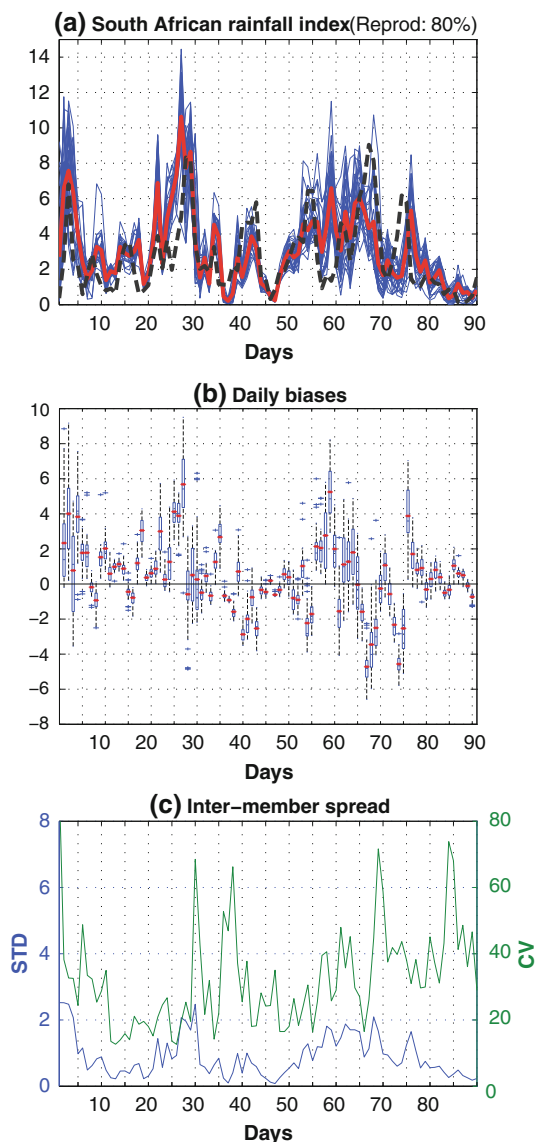 (a) South African rainfall index(Reprod: 80%)
14
12
10
8
6
4
2
0
10 20 30 40 50 60 70 80 90
Days
(b) Daily biases
10
8
6
4
2
0
−2
−4
−6
−8
10 20 30 40 50 60 70 80 90
Days
(c) Inter−member spread
8 80
6 60
STD CV
4 40
2 20
0 0
10 20 30 40 50 60 70 80 90
Days